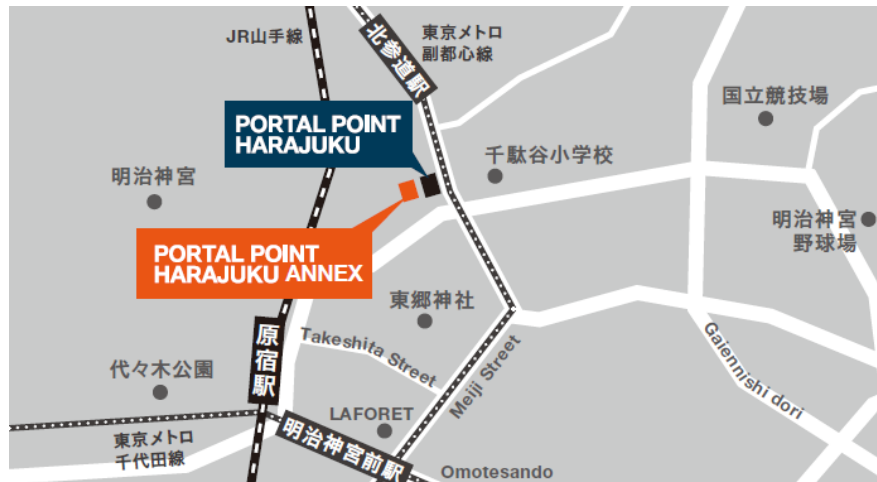 JR山手線
北参道駅
東京メトロ
副都心線
PORTAL POINT
HARAJUKU
国立競技場
千駄谷小学校
明治神宮
明治神宮
野球場
PORTAL POINT
HARAJUKU ANNEX
東郷神社
原宿駅
Takeshita Street
Meiji Street
Gaiennishi dori
代々木公園
LAFORET
東京メトロ
千代田線
明治神宮前駅
Omotesando